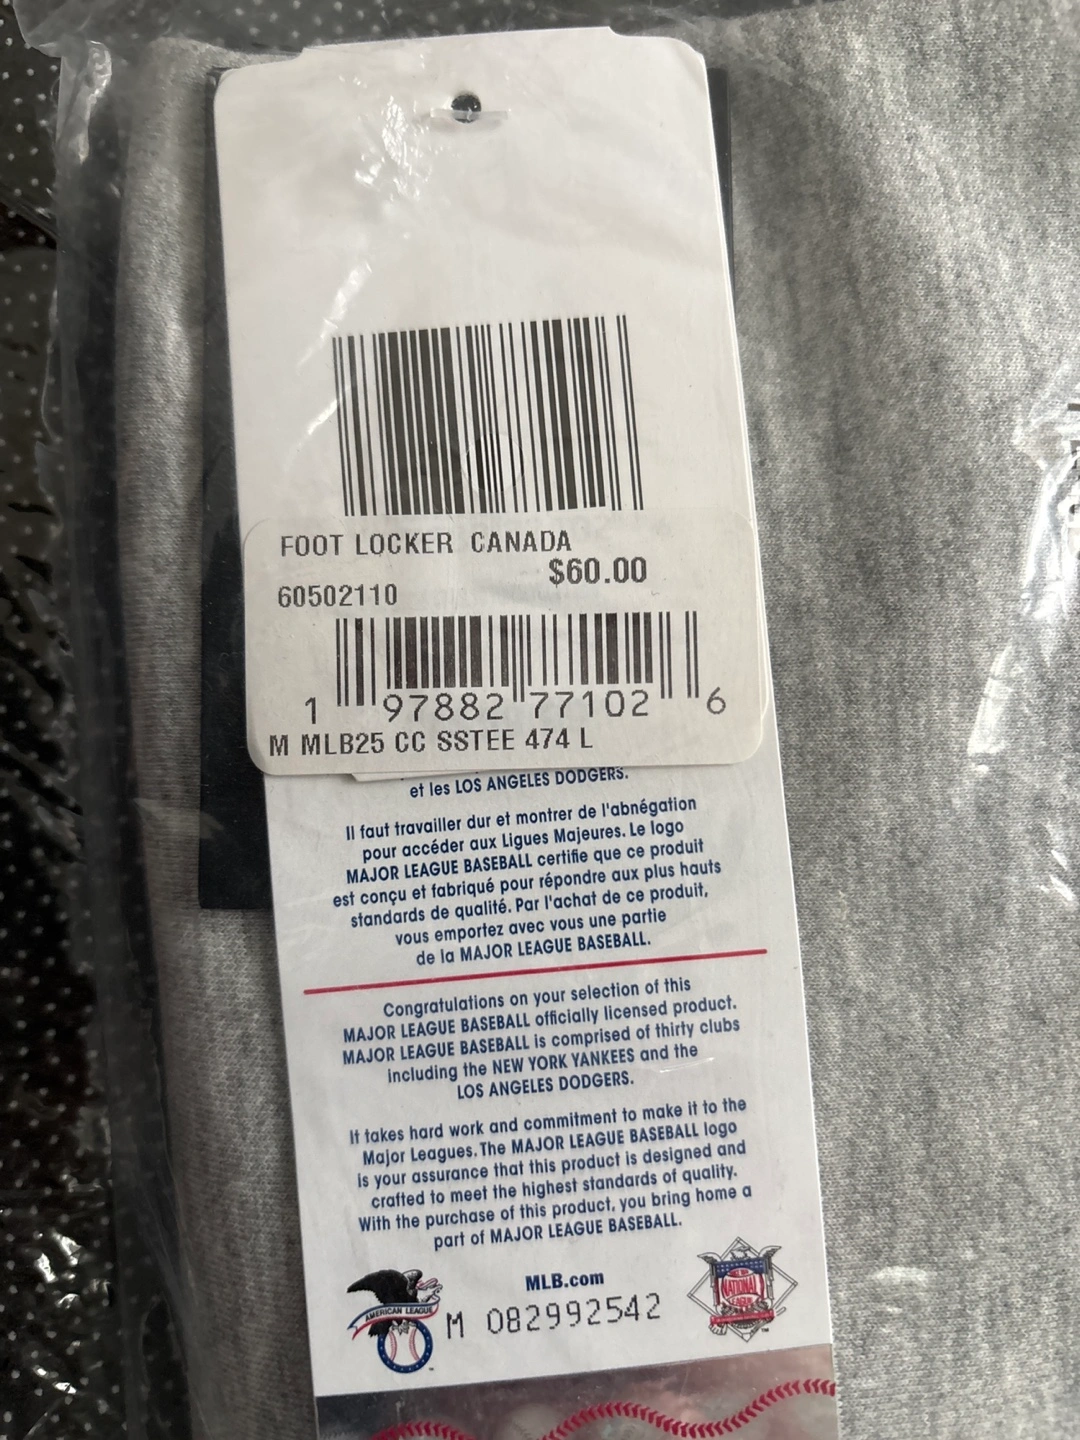 FOOT LOCKER CANADA
$60.00
60502110
1 97882 77102 6
M MLB25 CC SSTEE 474 L
et les LOS ANGELES DODGERS.
Il faut travailler dur et montrer de l'abnégation
pour accéder aux Ligues Majeures. Le logo
MAJOR LEAGUE BASEBALL certifie que ce produit
est conçu et fabriqué pour répondre aux plus hauts
standards de qualité. Par l'achat de ce produit,
vous emportez avec vous une partie
de la MAJOR LEAGUE BASEBALL.
Congratulations on your selection of this
MAJOR LEAGUE BASEBALL officially licensed product.
MAJOR LEAGUE BASEBALL is comprised of thirty clubs
including the NEW YORK YANKEES and the
LOS ANGELES DODGERS.
It takes hard work and commitment to make it to the
Major Leagues. The MAJOR LEAGUE BASEBALL logo
is your assurance that this product is designed and
crafted to meet the highest standards of quality.
With the purchase of this product, you bring home a
part of MAJOR LEAGUE BASEBALL.
MLB.com
AMERICAN LEAGUE
M 082992542
NATIONAL
LEAGUE
TM